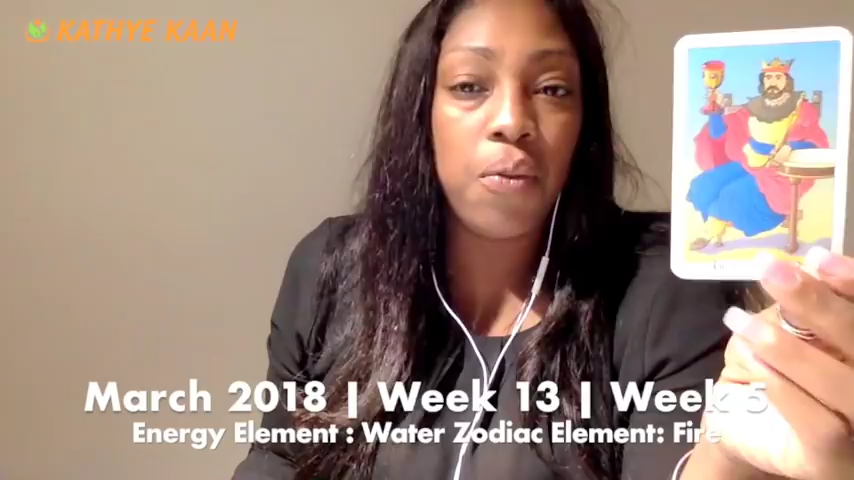 KATHYE KAAN
March 2018 | Week 13 | Week 5
Energy Element : Water Zodiac Element: Fire